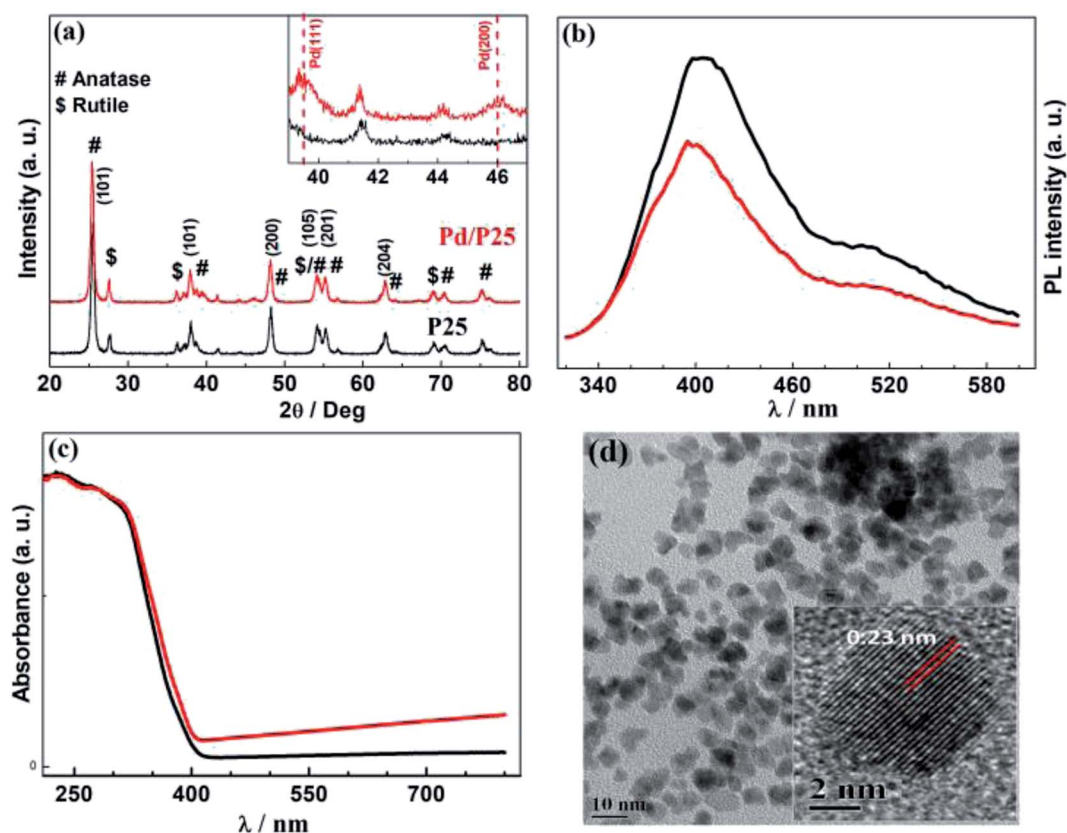 (a)
# Anatase
$ Rutile
Pd(111)
Pd(200)
40 42 44 46
#
(101)
$
$
(101)
#
(200)
#
(105)
$/#
(201)
#
(204)
#
$ #
#
Pd/P25
P25
Intensity (a. u.)
20 30 40 50 60 70 80
2θ / Deg
(b)
PL intensity (a. u.)
340 400 460 520 580
λ / nm
(c)
Absorbance (a. u.)
0
250 400 550 700
λ / nm
(d)
0.23 nm
2 nm
10 nm